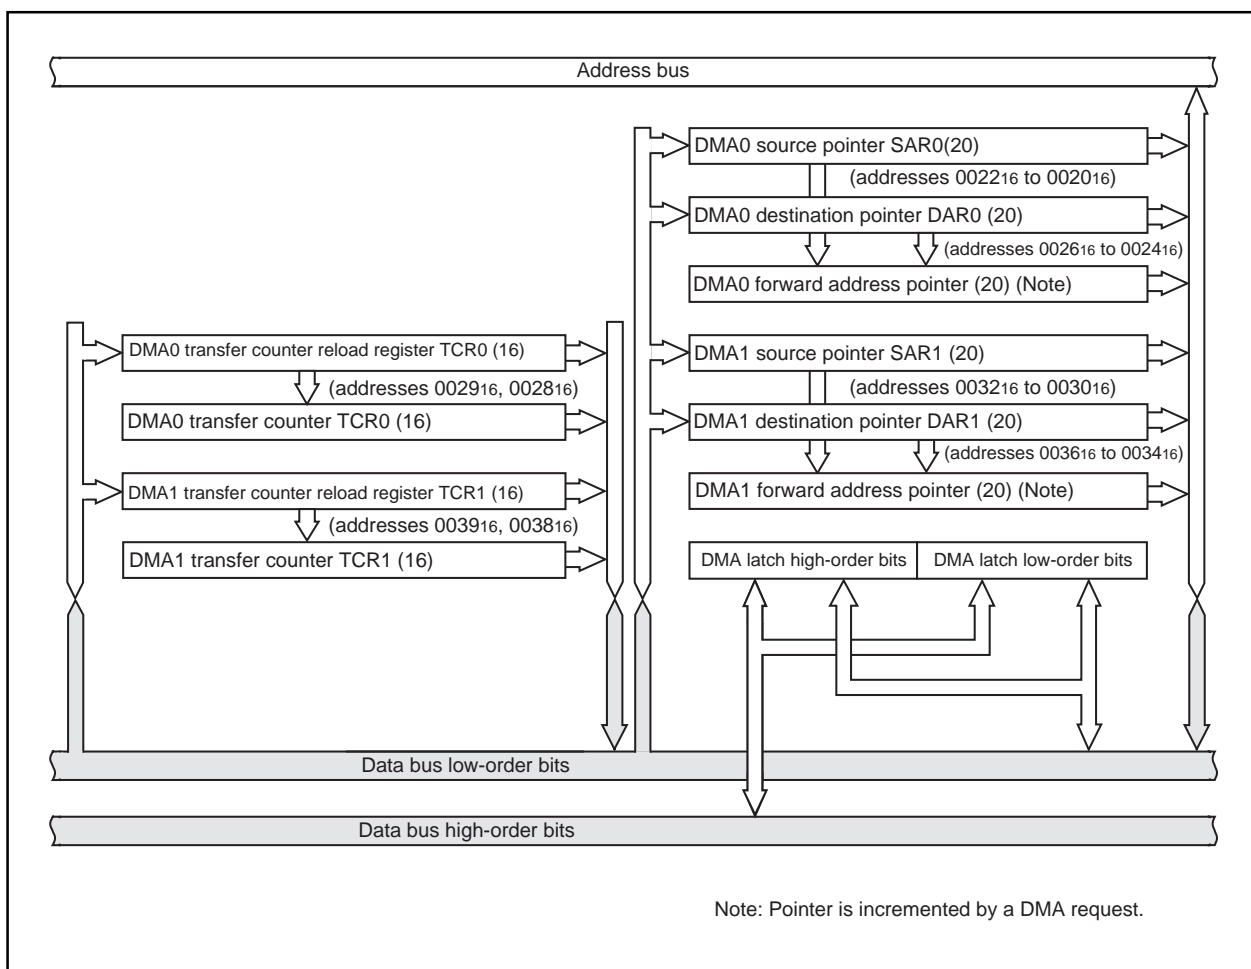 Address bus
DMA0 source pointer SAR0(20)
(addresses 002216 to 002016)
DMA0 destination pointer DAR0 (20)
(addresses 002616 to 002416)
DMA0 forward address pointer (20) (Note)
DMA0 transfer counter reload register TCR0 (16)
(addresses 002916, 002816)
DMA0 transfer counter TCR0 (16)
DMA1 transfer counter reload register TCR1 (16)
(addresses 003916, 003816)
DMA1 transfer counter TCR1 (16)
DMA1 source pointer SAR1 (20)
(addresses 003216 to 003016)
DMA1 destination pointer DAR1 (20)
(addresses 003616 to 003416)
DMA1 forward address pointer (20) (Note)
DMA latch high-order bits
DMA latch low-order bits
Data bus low-order bits
Data bus high-order bits
Note: Pointer is incremented by a DMA request.